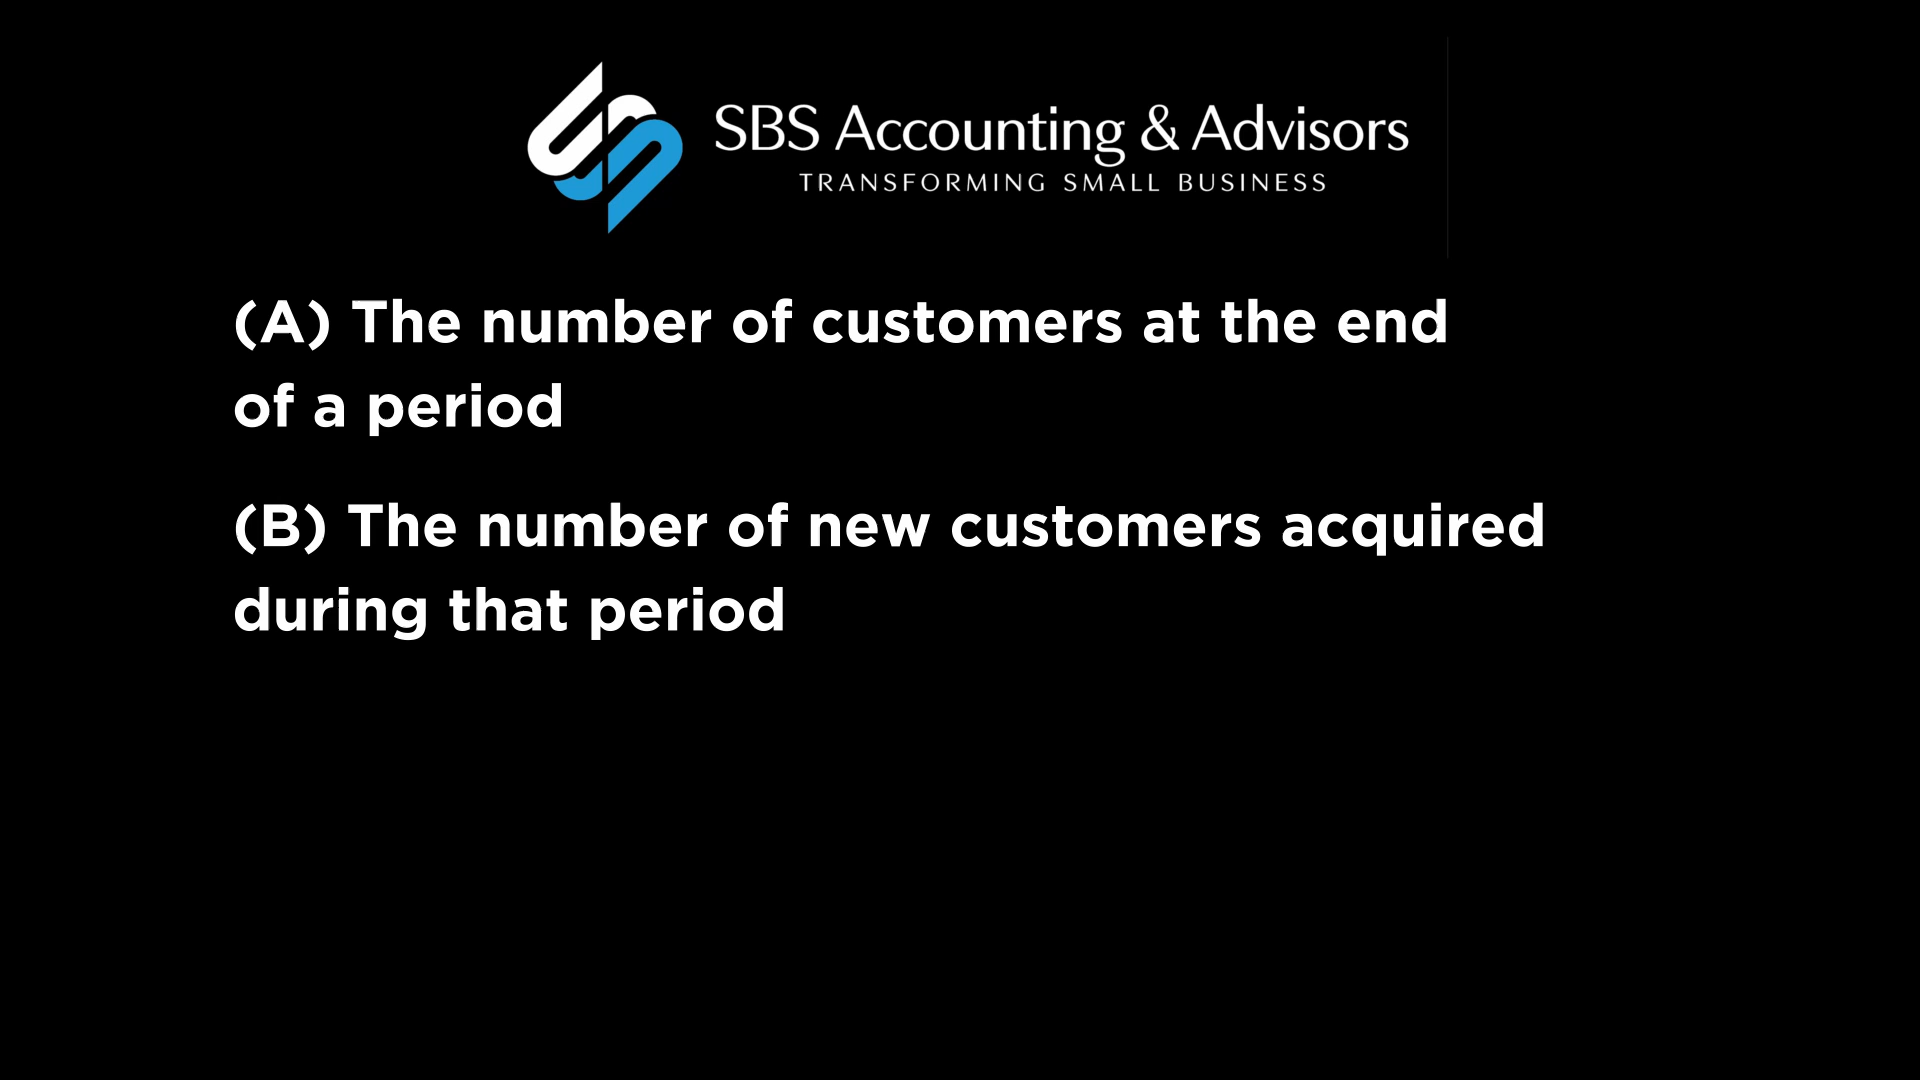 SBS Accounting & Advisors
TRANSFORMING SMALL BUSINESS
(A) The number of customers at the end
of a period
(B) The number of new customers acquired
during that period